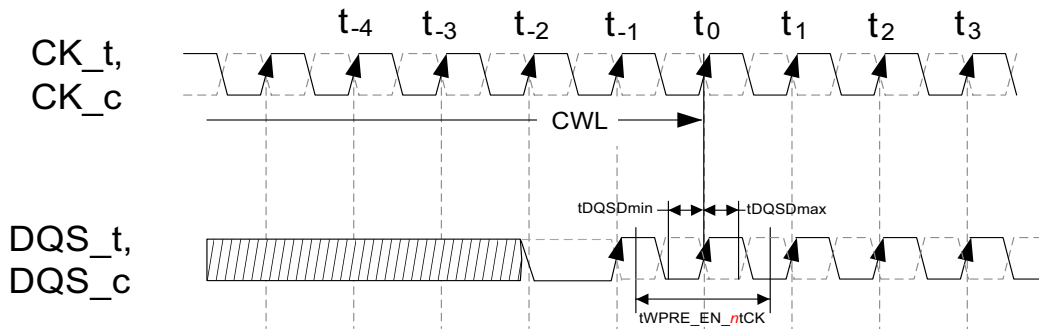 t-4 t-3 t-2 t-1 t0 t1 t2 t3
CK_t,
CK_c
CWL
tDQSDmin tDQSDmax
DQS_t,
DQS_c
tWPRE_EN_ntCK